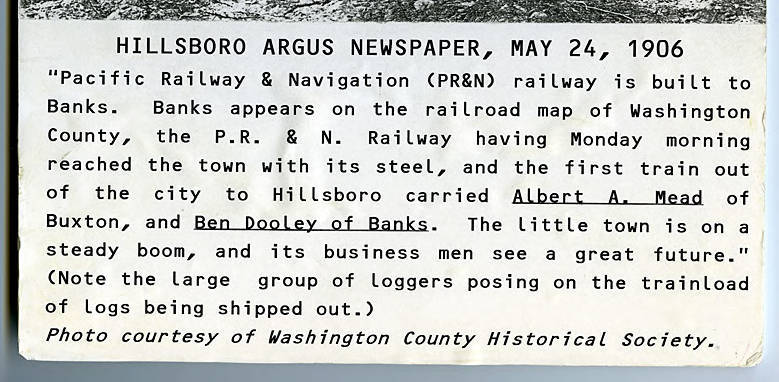 HILLSBORO ARGUS NEWSPAPER, MAY 24, 1906
"Pacific Railway & Navigation (PR&N) railway is built to
Banks. Banks appears on the railroad map of Washington
County, the P.R. & N. Railway having Monday morning
reached the town with its steel, and the first train out
of the city to Hillsboro carried Albert A. Mead of
Buxton, and Ben Dooley of Banks. The little town is on a
steady boom, and its business men see a great future."
(Note the large group of loggers posing on the trainload
of logs being shipped out.)
Photo courtesy of Washington County Historical Society.